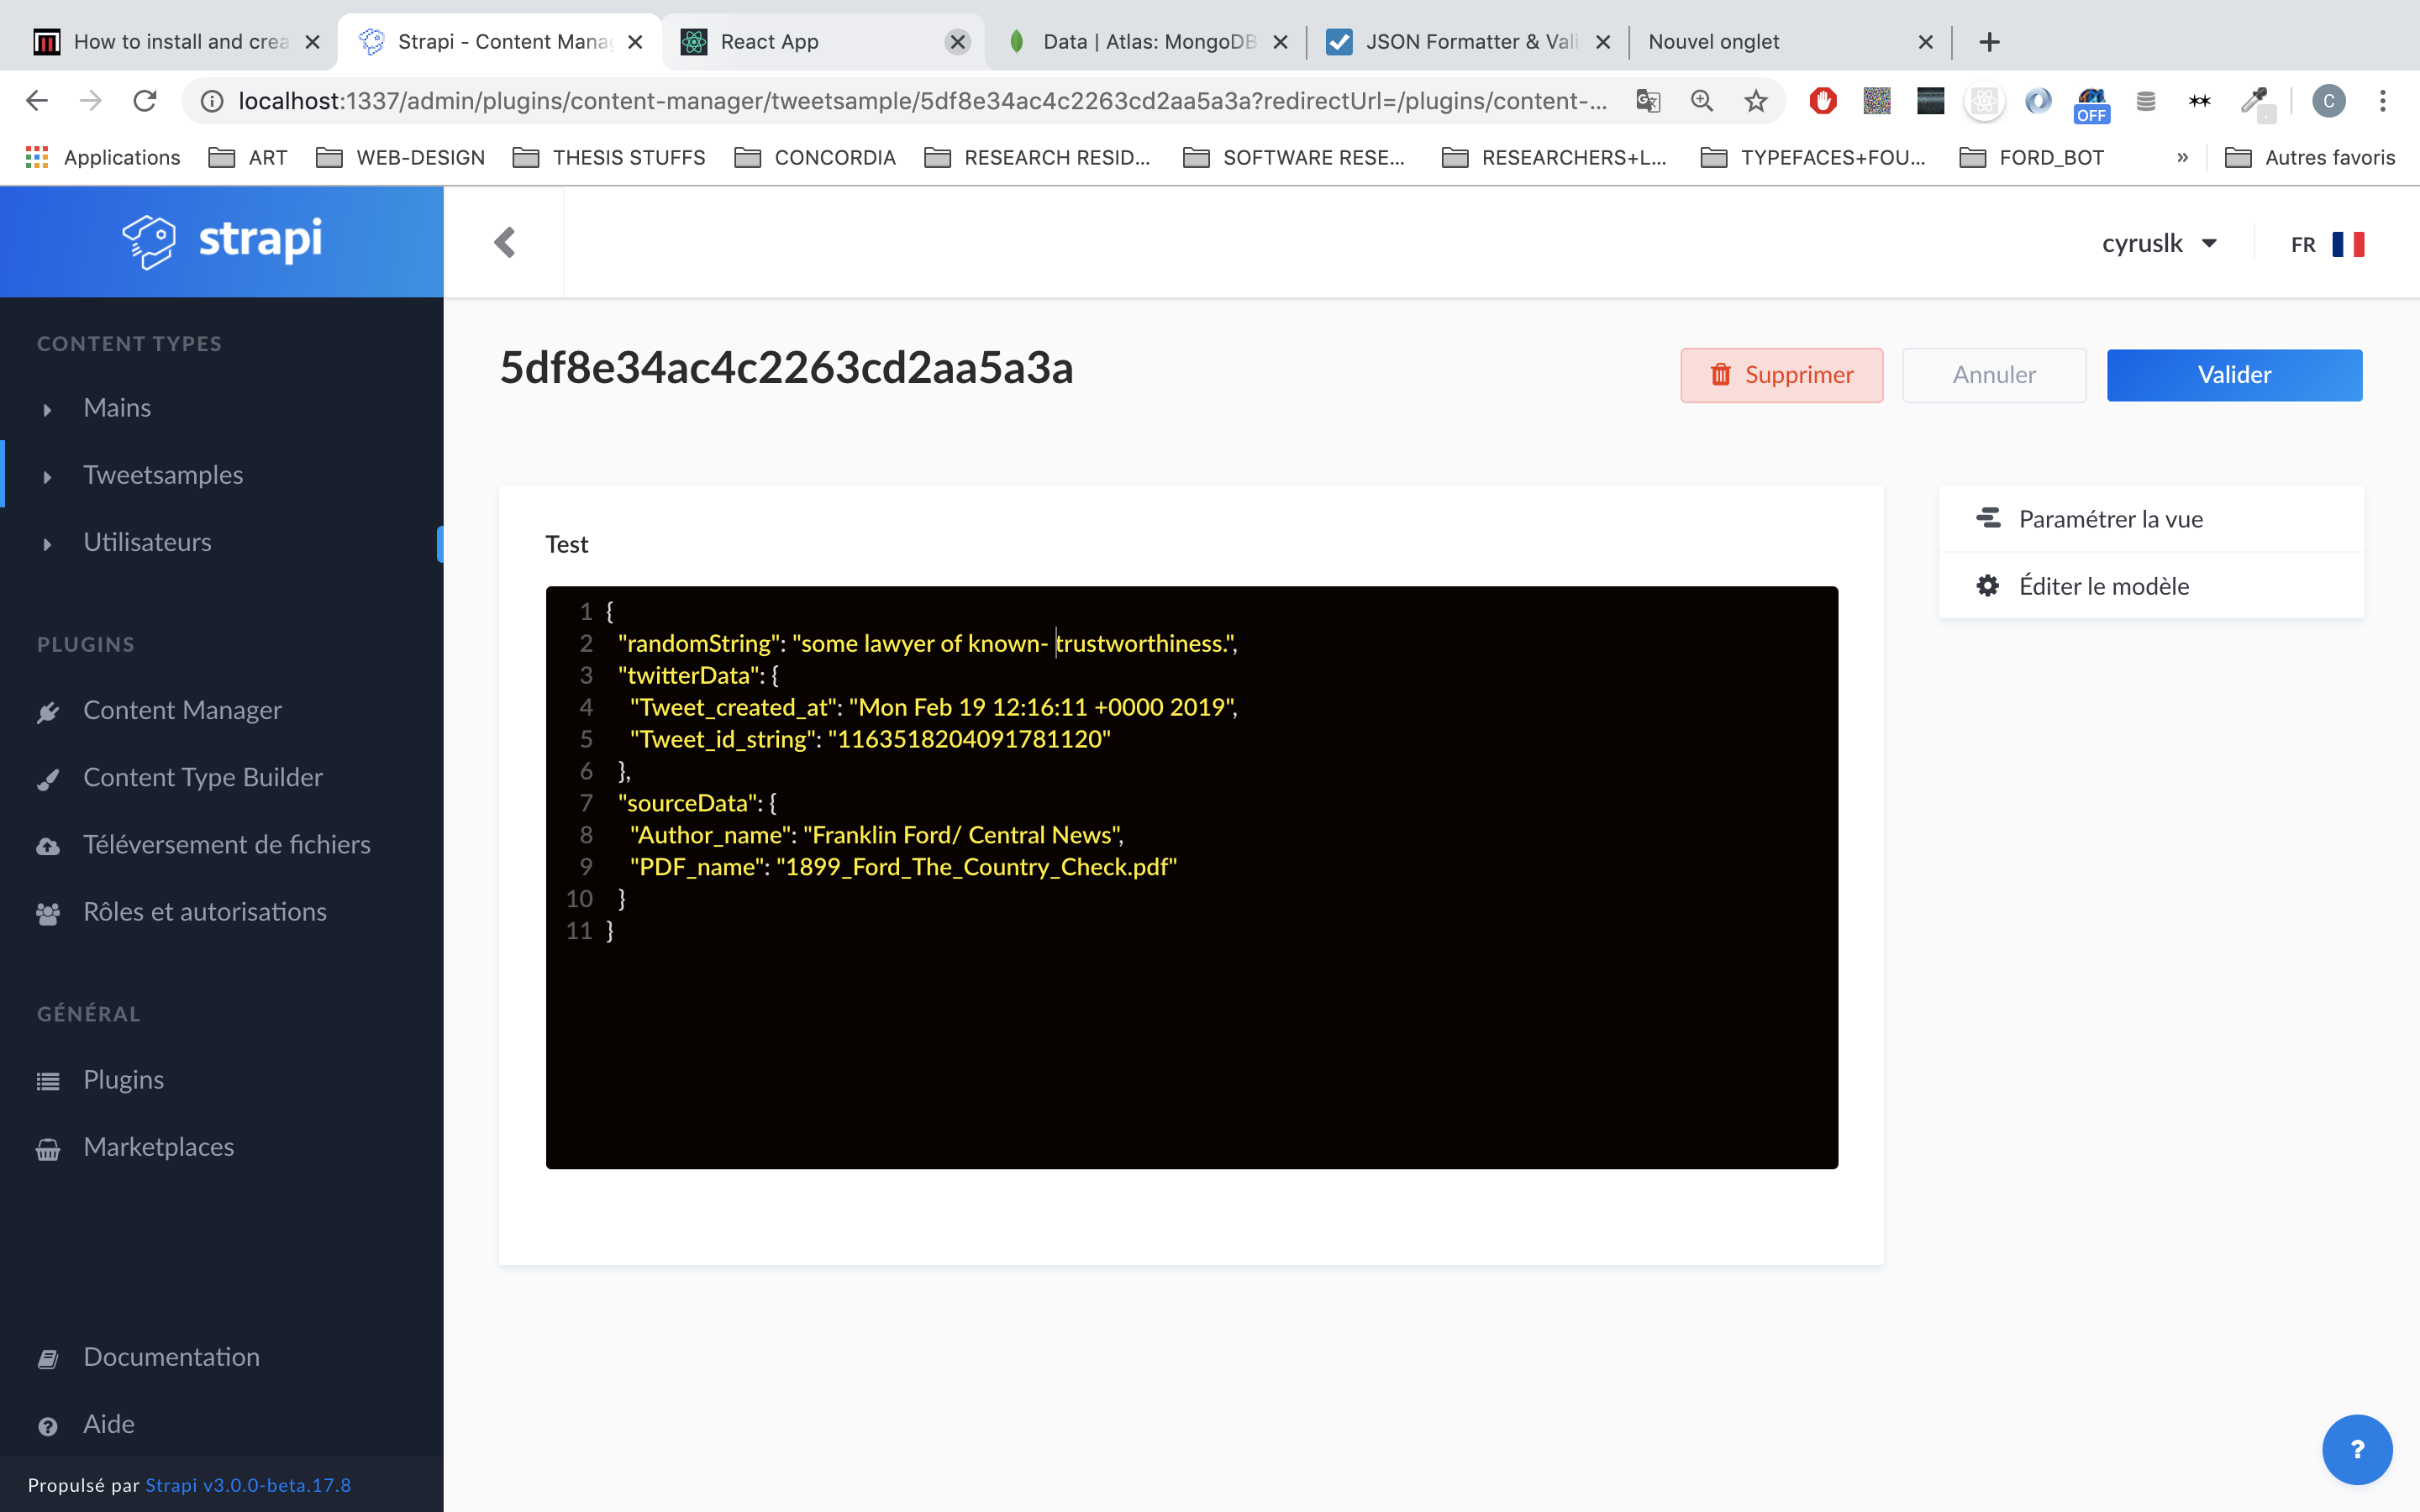 How to install and crea
Strapi - Content Mana
React App
Data | Atlas: MongoDB
JSON Formatter & Vali
Nouvel onglet
localhost:1337/admin/plugins/content-manager/tweetsample/5df8e34ac4c2263cd2aa5a3a?redirectUrl=/plugins/content-...
OFF
C
Applications
ART
WEB-DESIGN
THESIS STUFFS
CONCORDIA
RESEARCH RESID...
SOFTWARE RESE...
RESEARCHERS+L...
TYPEFACES+FOU...
FORD_BOT
»
Autres favoris
strapi
cyruslk
FR
CONTENT TYPES
Mains
Tweetsamples
Utilisateurs
PLUGINS
Content Manager
Content Type Builder
Téléversement de fichiers
Rôles et autorisations
GÉNÉRAL
Plugins
Marketplaces
Documentation
Aide
Propulsé par Strapi v3.0.0-beta.17.8
5df8e34ac4c2263cd2aa5a3a
Supprimer
Annuler
Valider
Test
1 {
2 "randomString": "some lawyer of known- trustworthiness.",
3 "twitterData": {
4 "Tweet_created_at": "Mon Feb 19 12:16:11 +0000 2019",
5 "Tweet_id_string": "1163518204091781120"
6 },
7 "sourceData": {
8 "Author_name": "Franklin Ford/ Central News",
9 "PDF_name": "1899_Ford_The_Country_Check.pdf"
10 }
11 }
Paramétrer la vue
Éditer le modèle
?